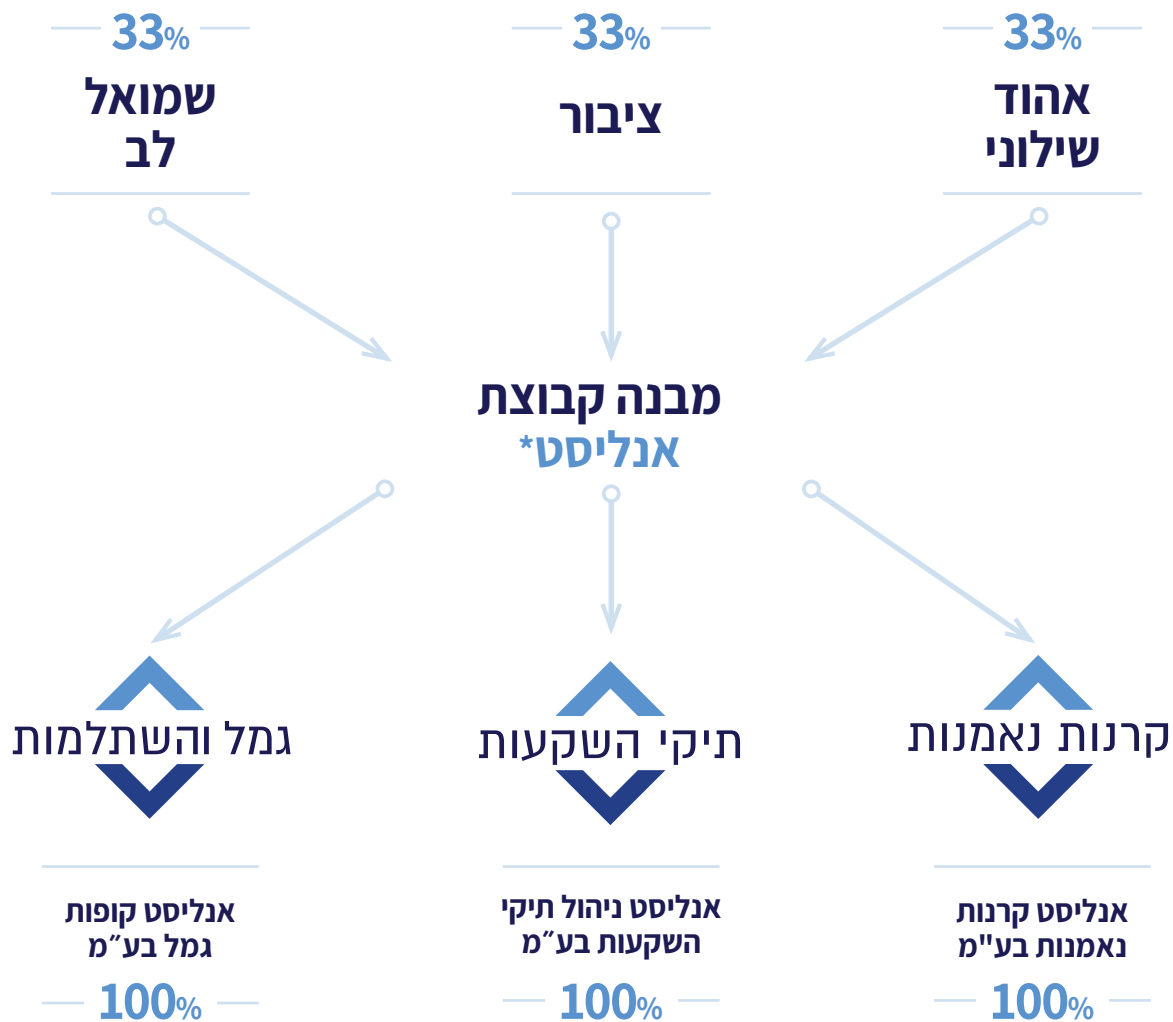 33%
אהוד
שילוני
33%
ציבור
33%
שמואל
לב
מבנה קבוצת
אנליסט*
קרנות נאמנות
תיקי השקעות
גמל והשתלמות
אנליסט קרנות
נאמנות בע"מ
100%
אנליסט ניהול תיקי
השקעות בע״מ
100%
אנליסט קופות
גמל בע״מ
100%